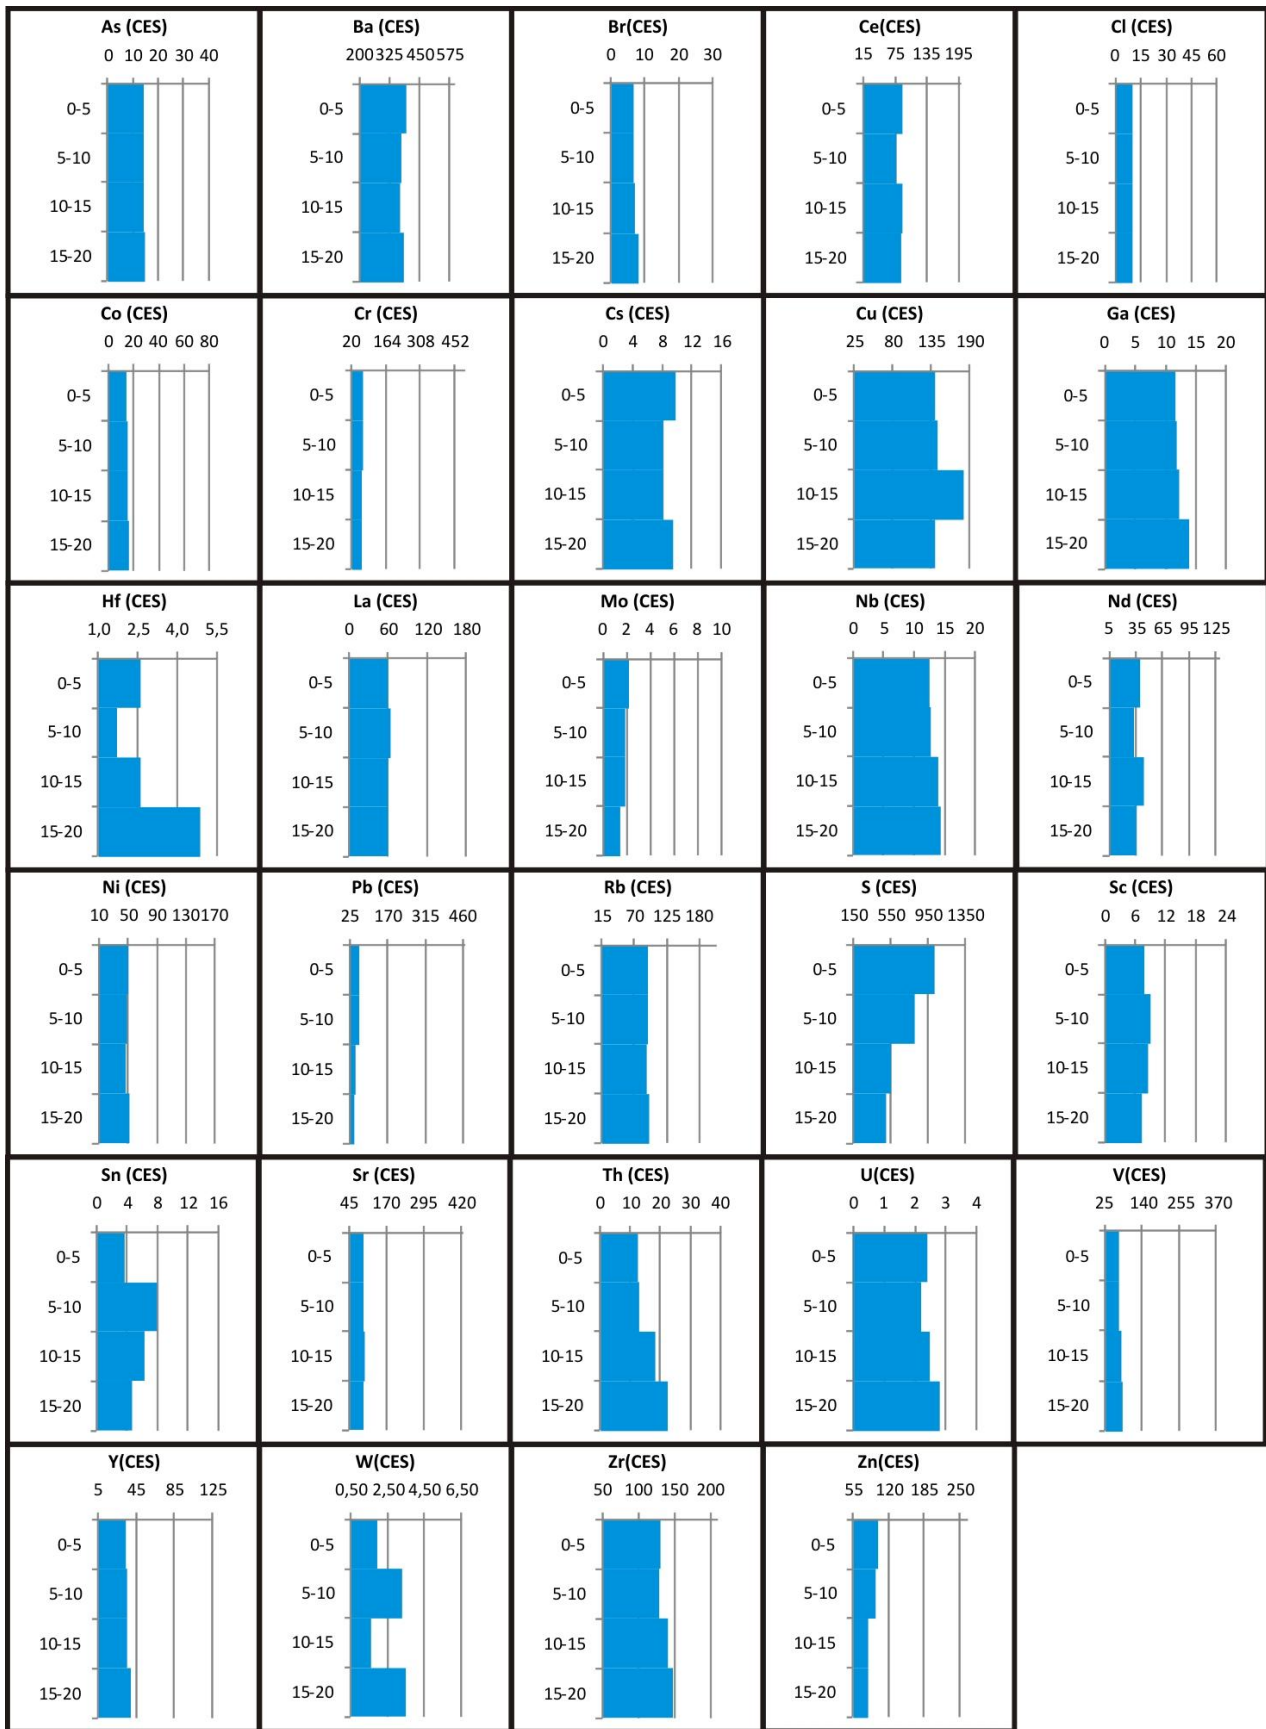 As (CES)
0 10 20 30 40
0-5
5-10
10-15
15-20
Ba (CES)
200 325 450 575
0-5
5-10
10-15
15-20
Br(CES)
0 10 20 30
0-5
5-10
10-15
15-20
Ce(CES)
15 75 135 195
0-5
5-10
10-15
15-20
Cl (CES)
0 15 30 45 60
0-5
5-10
10-15
15-20
Co (CES)
0 20 40 60 80
0-5
5-10
10-15
15-20
Cr (CES)
20 164 308 452
0-5
5-10
10-15
15-20
Cs (CES)
0 4 8 12 16
0-5
5-10
10-15
15-20
Cu (CES)
25 80 135 190
0-5
5-10
10-15
15-20
Ga (CES)
0 5 10 15 20
0-5
5-10
10-15
15-20
Hf (CES)
1,0 2,5 4,0 5,5
0-5
5-10
10-15
15-20
La (CES)
0 60 120 180
0-5
5-10
10-15
15-20
Mo (CES)
0 2 4 6 8 10
0-5
5-10
10-15
15-20
Nb (CES)
0 5 10 15 20
0-5
5-10
10-15
15-20
Nd (CES)
5 35 65 95 125
0-5
5-10
10-15
15-20
Ni (CES)
10 50 90 130 170
0-5
5-10
10-15
15-20
Pb (CES)
25 170 315 460
0-5
5-10
10-15
15-20
Rb (CES)
15 70 125 180
0-5
5-10
10-15
15-20
S (CES)
150 550 950 1350
0-5
5-10
10-15
15-20
Sc (CES)
0 6 12 18 24
0-5
5-10
10-15
15-20
Sn (CES)
0 4 8 12 16
0-5
5-10
10-15
15-20
Sr (CES)
45 170 295 420
0-5
5-10
10-15
15-20
Th (CES)
0 10 20 30 40
0-5
5-10
10-15
15-20
U(CES)
0 1 2 3 4
0-5
5-10
10-15
15-20
V(CES)
25 140 255 370
0-5
5-10
10-15
15-20
Y(CES)
5 45 85 125
0-5
5-10
10-15
15-20
W(CES)
0,50 2,50 4,50 6,50
0-5
5-10
10-15
15-20
Zr(CES)
50 100 150 200
0-5
5-10
10-15
15-20
Zn(CES)
55 120 185 250
0-5
5-10
10-15
15-20